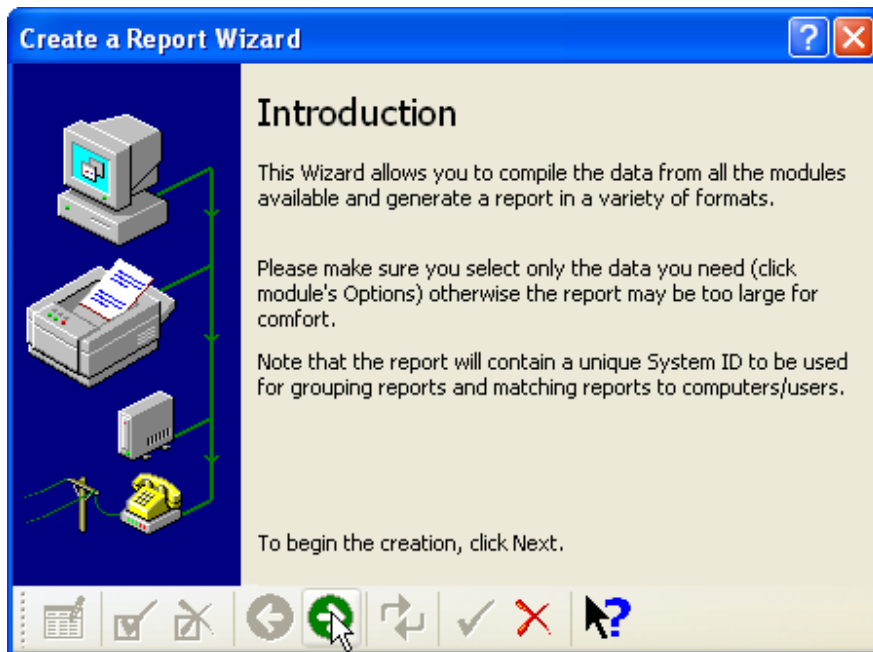 Create a Report Wizard
Introduction
This Wizard allows you to compile the data from all the modules
available and generate a report in a variety of formats.
Please make sure you select only the data you need (click
module's Options) otherwise the report may be too large for
comfort.
Note that the report will contain a unique System ID to be used
for grouping reports and matching reports to computers/users.
To begin the creation, click Next.